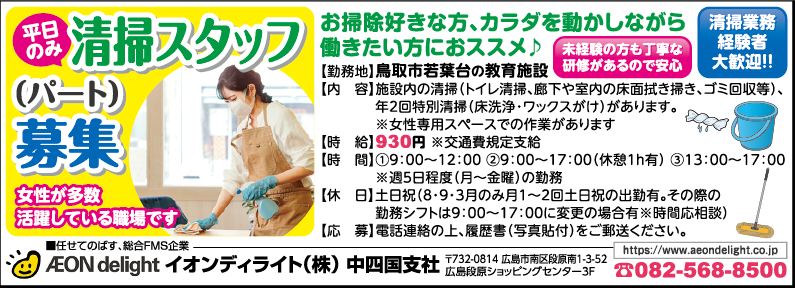 平日
のみ
清掃スタッフ
(パート)
募集
女性が多数
活躍している職場です
お掃除好きな方、カラダを動かしながら
働きたい方におススメ♪
未経験の方も丁寧な
研修があるので安心
清掃業務
経験者
大歓迎!!
【勤務地】鳥取市若葉台の教育施設
【内 容】施設内の清掃(トイレ清掃、廊下や室内の床面拭き掃き、ゴミ回収等)、
年2回特別清掃(床洗浄・ワックスがけ)があります。
※女性専用スペースでの作業があります
【時 給】930円 ※交通費規定支給
【時 間】①9:00〜12:00 ②9:00〜17:00(休憩1h有) ③13:00〜17:00
※週5日程度(月〜金曜)の勤務
【休 日】土日祝(8・9・3月のみ月1〜2回土日祝の出勤有。その際の
勤務シフトは9:00〜17:00に変更の場合有※時間応相談)
【応 募】電話連絡の上、履歴書(写真貼付)をご郵送ください。
■任せてのばす、総合FMS企業
ÆON delight イオンディライト(株) 中四国支社
〒732-0814 広島市南区段原南1-3-52
広島段原ショッピングセンター3F
https://www.aeondelight.co.jp
☎082-568-8500